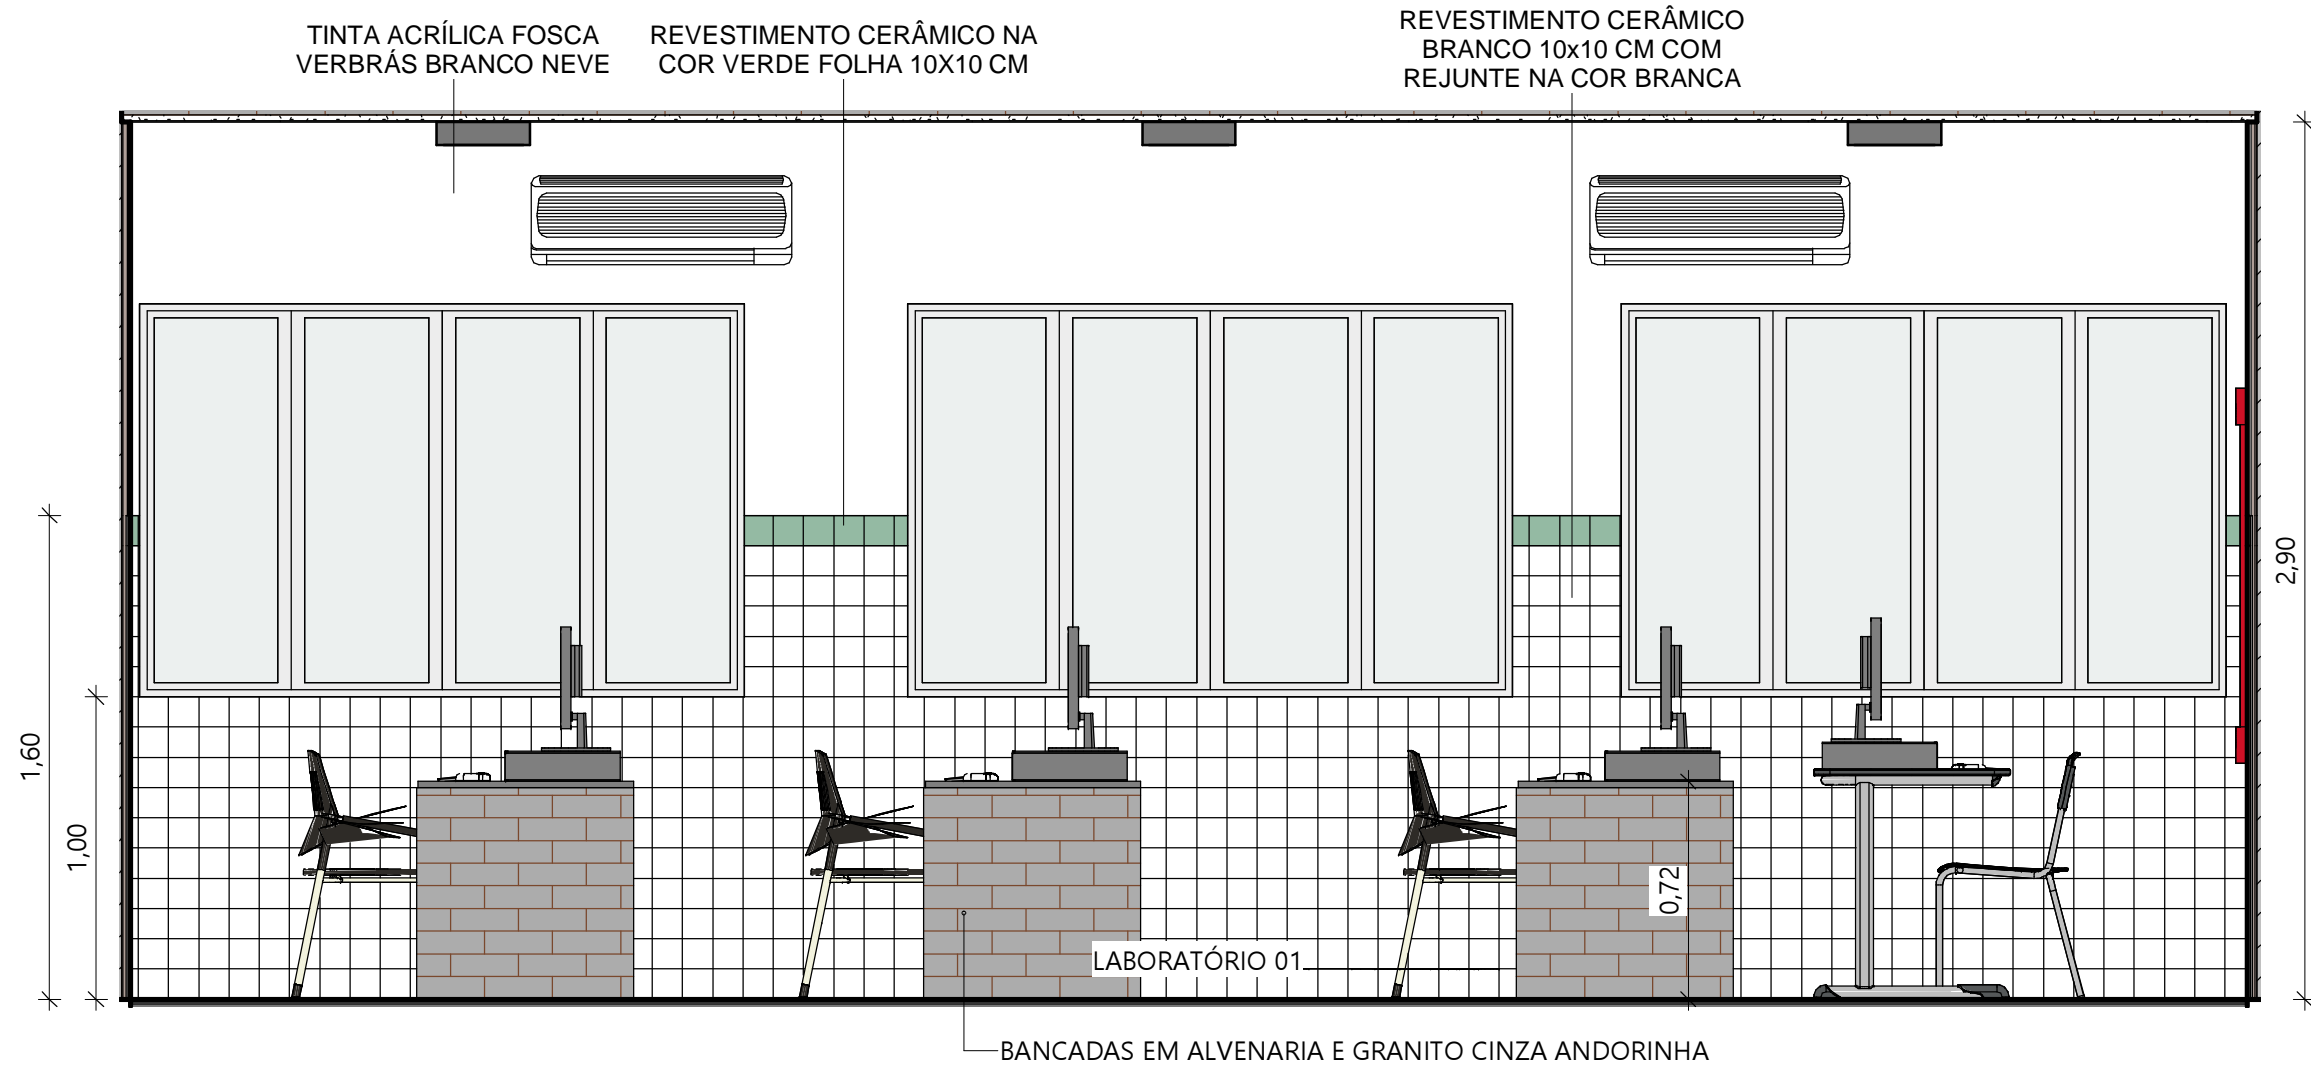 TINTA ACRÍLICA FOSCA
VERBRÁS BRANCO NEVE
REVESTIMENTO CERÂMICO NA
COR VERDE FOLHA 10X10 CM
REVESTIMENTO CERÂMICO
BRANCO 10x10 CM COM
REJUNTE NA COR BRANCA
1,60
1,00
2,90
0,72
LABORATÓRIO 01
BANCADAS EM ALVENARIA E GRANITO CINZA ANDORINHA